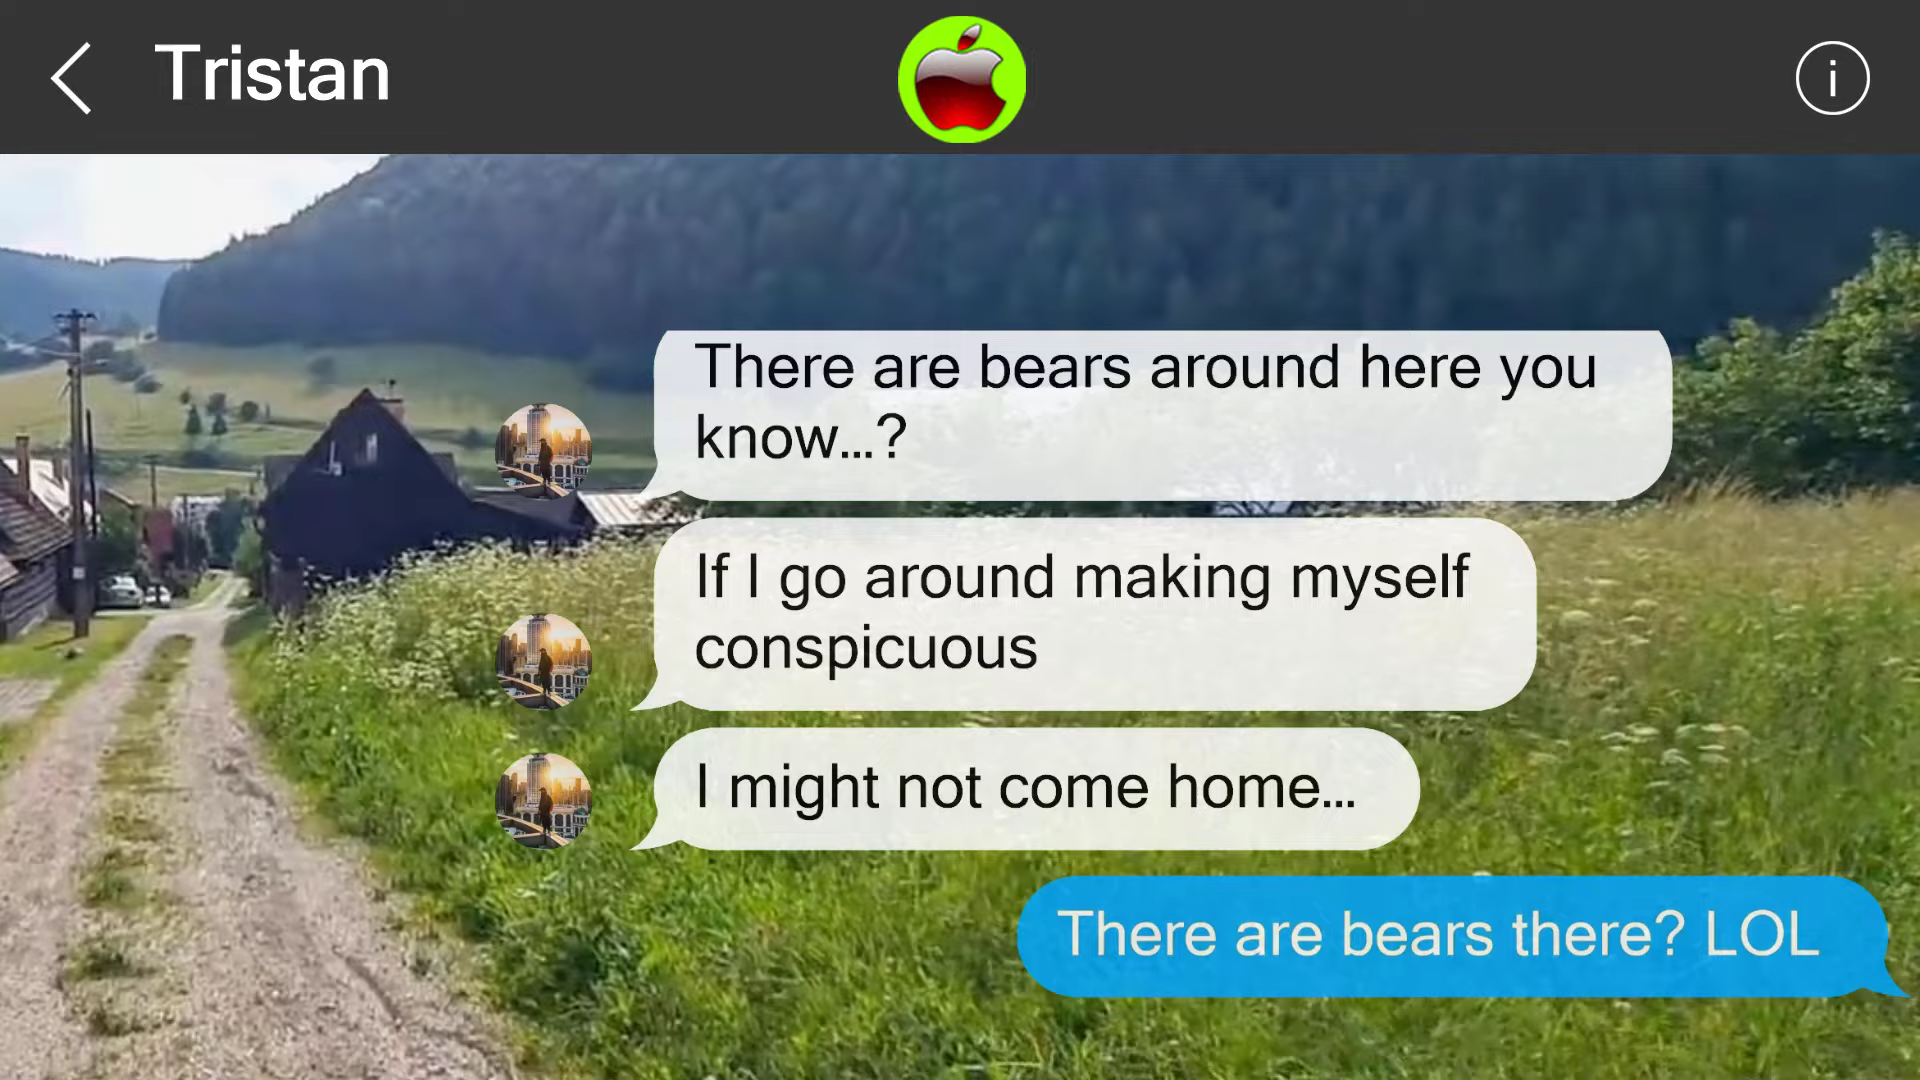 Tristan
i
There are bears around here you
know...?
If I go around making myself
conspicuous
I might not come home...
There are bears there? LOL